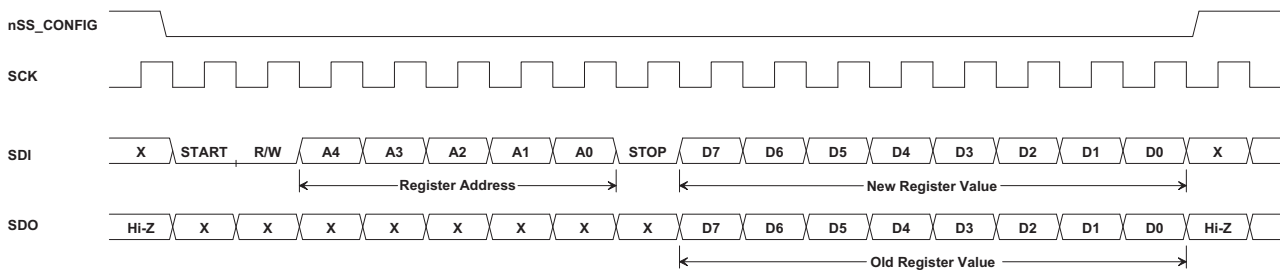 nSS_CONFIG
SCK
SDI X START R/W A4 A3 A2 A1 A0 STOP D7 D6 D5 D4 D3 D2 D1 D0 X
Register Address New Register Value
SDO Hi-Z X X X X X X X X D7 D6 D5 D4 D3 D2 D1 D0 Hi-Z
Old Register Value